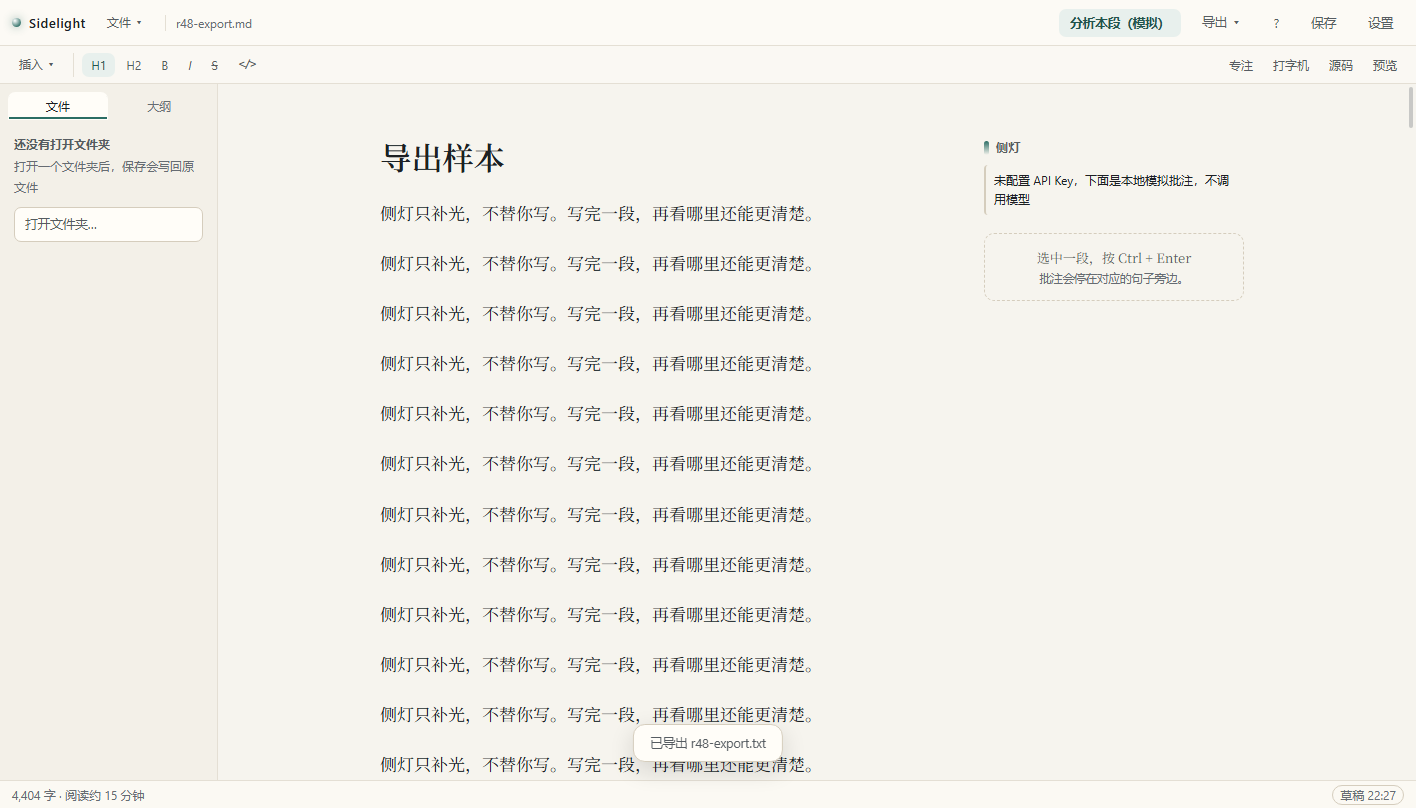 Sidelight 文件 ▾ r48-export.md 分析本段（模拟） 导出 ▾ ? 保存 设置
插入 ▾ H1 H2 B I S </> 专注 打字机 源码 预览
文件 大纲
还没有打开文件夹
打开一个文件夹后，保存会写回原
文件
打开文件夹...
导出样本
侧灯只补光，不替你写。写完一段，再看哪里还能更清楚。
侧灯只补光，不替你写。写完一段，再看哪里还能更清楚。
侧灯只补光，不替你写。写完一段，再看哪里还能更清楚。
侧灯只补光，不替你写。写完一段，再看哪里还能更清楚。
侧灯只补光，不替你写。写完一段，再看哪里还能更清楚。
侧灯只补光，不替你写。写完一段，再看哪里还能更清楚。
侧灯只补光，不替你写。写完一段，再看哪里还能更清楚。
侧灯只补光，不替你写。写完一段，再看哪里还能更清楚。
侧灯只补光，不替你写。写完一段，再看哪里还能更清楚。
侧灯只补光，不替你写。写完一段，再看哪里还能更清楚。
侧灯只补光，不替你写。写完一段，再看哪里还能更清楚。
侧灯只补光，不替你写。写完一段，再看哪里还能更清楚。
侧灯
未配置 API Key，下面是本地模拟批注，不调
用模型
选中一段，按 Ctrl + Enter
批注会停在对应的句子旁边。
已导出 r48-export.txt
4,404 字 · 阅读约 15 分钟 草稿 22:27